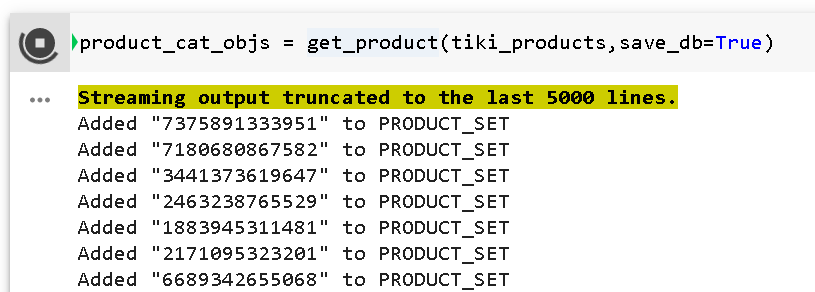 product_cat_objs = get_product(tiki_products,save_db=True)
Streaming output truncated to the last 5000 lines.
Added "7375891333951" to PRODUCT_SET
Added "7180680867582" to PRODUCT_SET
Added "3441373619647" to PRODUCT_SET
Added "2463238765529" to PRODUCT_SET
Added "1883945311481" to PRODUCT_SET
Added "2171095323201" to PRODUCT_SET
Added "6689342655068" to PRODUCT_SET